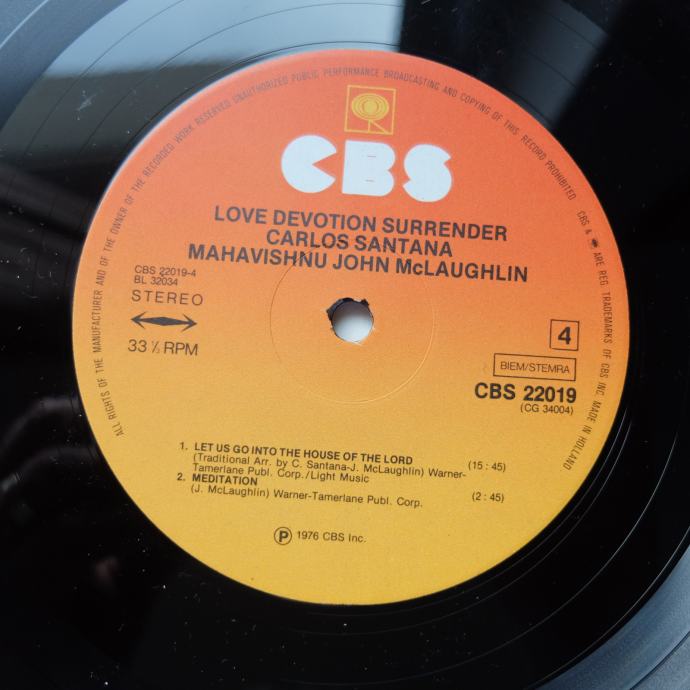 ALL RIGHTS OF THE MANUFACTURER AND OF THE OWNER OF THE RECORDED WORK RESERVED UNAUTHORIZED PUBLIC PERFORMANCE BROADCASTING AND COPYING OF THIS RECORD PROHIBITED CBS & ARE REG. TRADEMARKS OF CBS INC. MADE IN HOLLAND
CBS
LOVE DEVOTION SURRENDER
CARLOS SANTANA
MAHAVISHNU JOHN McLAUGHLIN
CBS 22019-4
BL 32034
STEREO
33 ⅓ RPM
4
BIEM/STEMRA
CBS 22019
(CG 34004)
1. LET US GO INTO THE HOUSE OF THE LORD (15 : 45)
(Traditional Arr. by C. Santana-J. McLaughlin) Warner-
Tamerlane Publ. Corp./Light Music
2. MEDITATION (2 : 45)
(J. McLaughlin) Warner-Tamerlane Publ. Corp.
Ⓟ 1976 CBS Inc.